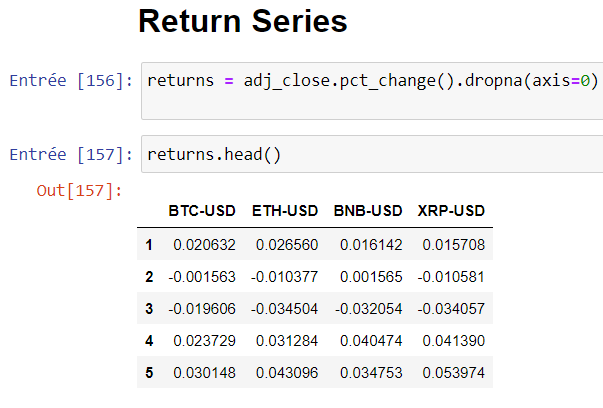 Return Series
Entrée [156]: returns = adj_close.pct_change().dropna(axis=0)
Entrée [157]: returns.head()
Out[157]:
BTC-USD ETH-USD BNB-USD XRP-USD
1 0.020632 0.026560 0.016142 0.015708
2 -0.001563 -0.010377 0.001565 -0.010581
3 -0.019606 -0.034504 -0.032054 -0.034057
4 0.023729 0.031284 0.040474 0.041390
5 0.030148 0.043096 0.034753 0.053974